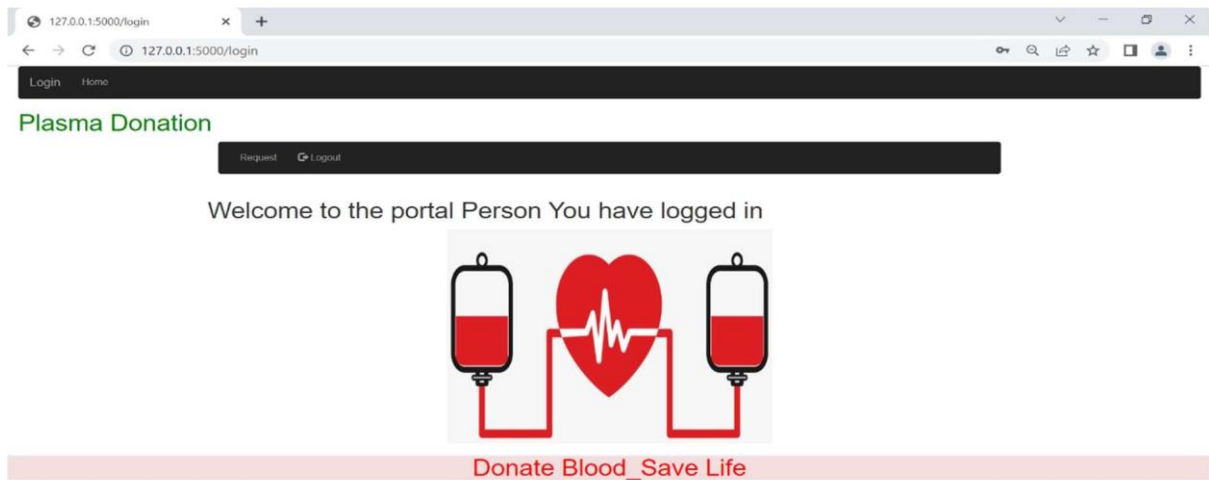 127.0.0.1:5000/login
127.0.0.1:5000/login
Login Home
Plasma Donation
Request Logout
Welcome to the portal Person You have logged in
Donate Blood_Save Life